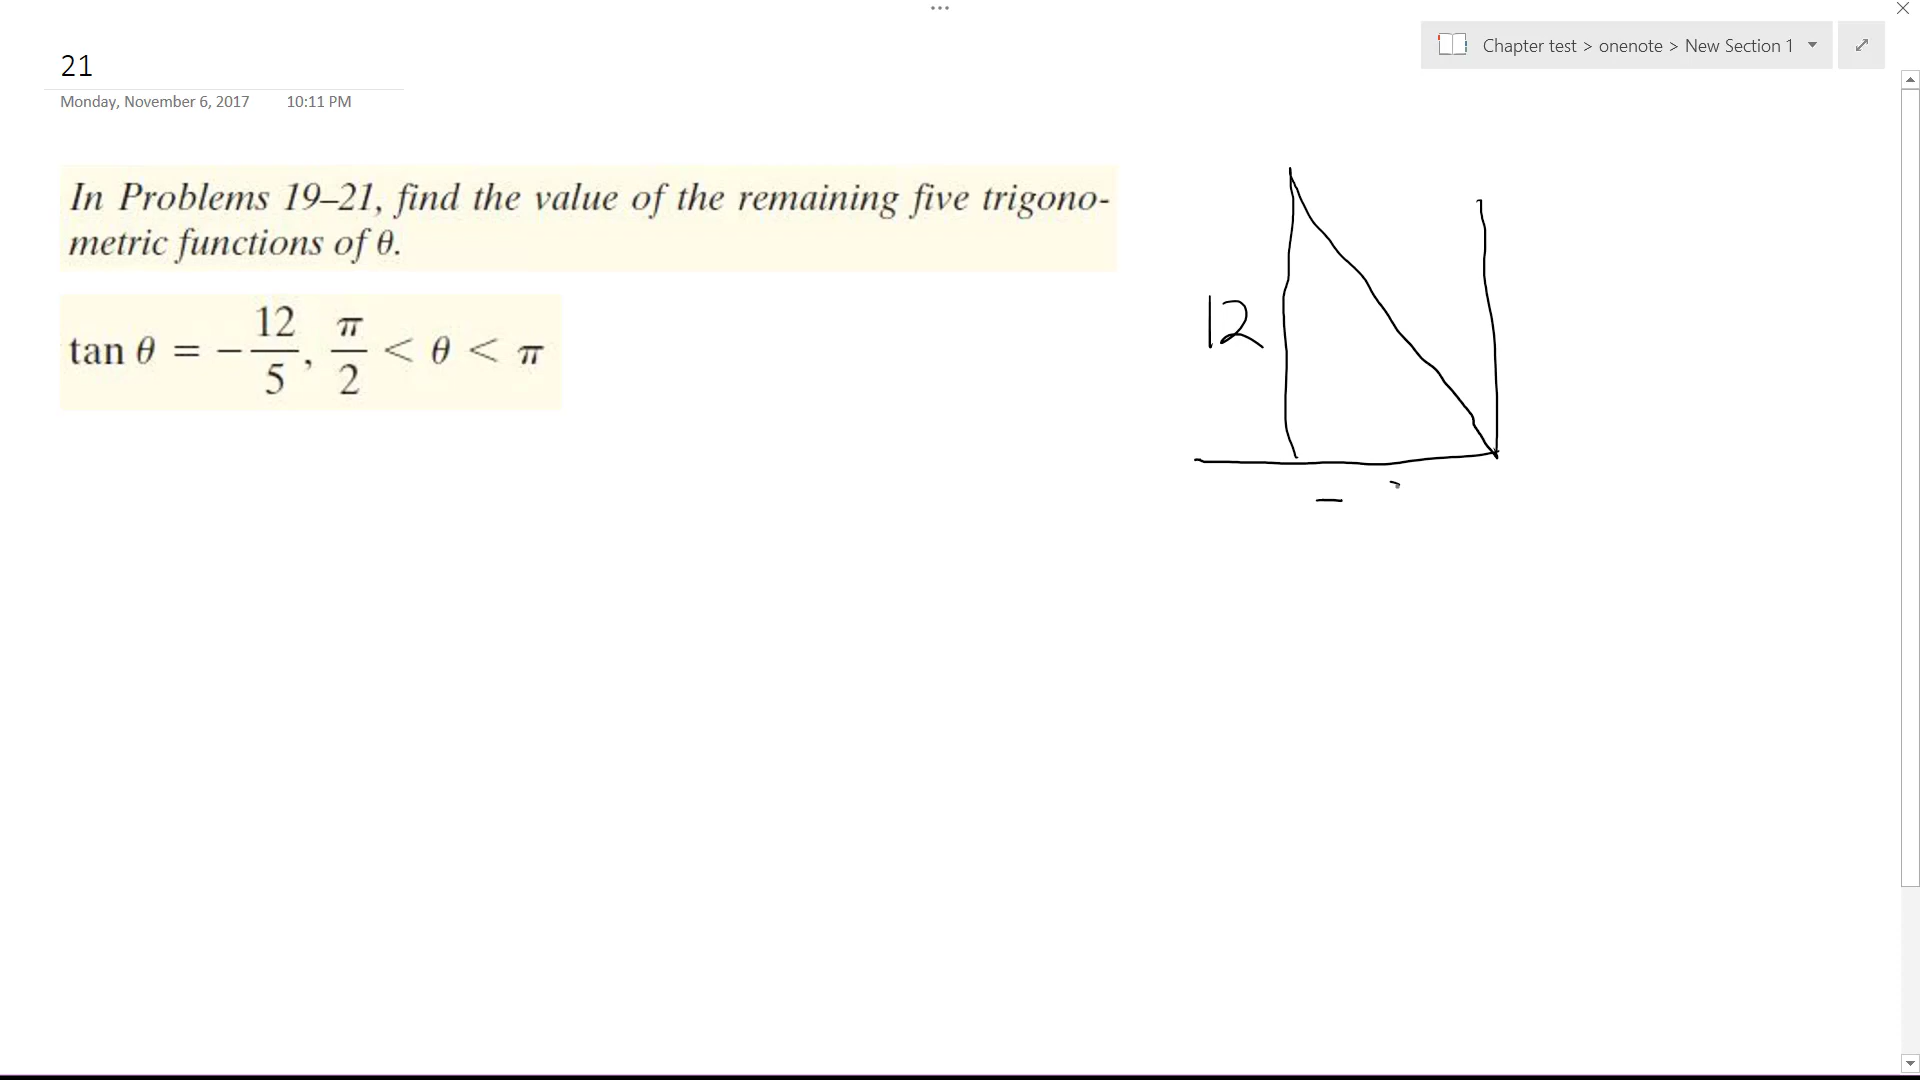 Chapter test > onenote > New Section 1
21
Monday, November 6, 2017 10:11 PM
In Problems 19–21, find the value of the remaining five trigono-
metric functions of θ.
tan θ = −12/5, π/2 < θ < π
12
−